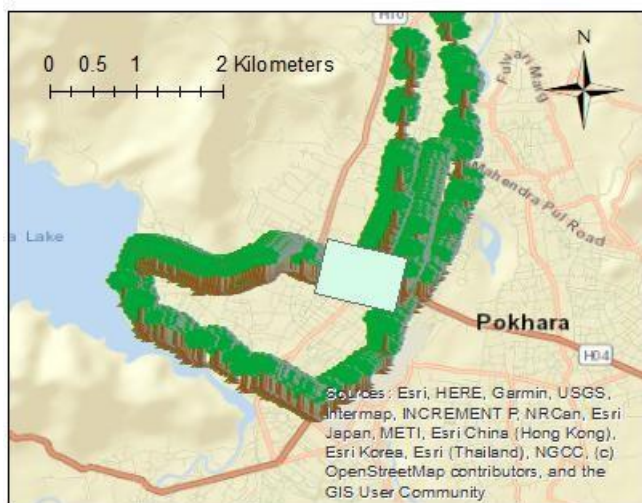 H10
0 0.5 1 2 Kilometers
N
Mahendra Pul Road
a Lake
Pokhara
H04
Sources: Esri, HERE, Garmin, USGS,
Intermap, INCREMENT P, NRCan, Esri
Japan, METI, Esri China (Hong Kong),
Esri Korea, Esri (Thailand), NGCC, (c)
OpenStreetMap contributors, and the
GIS User Community